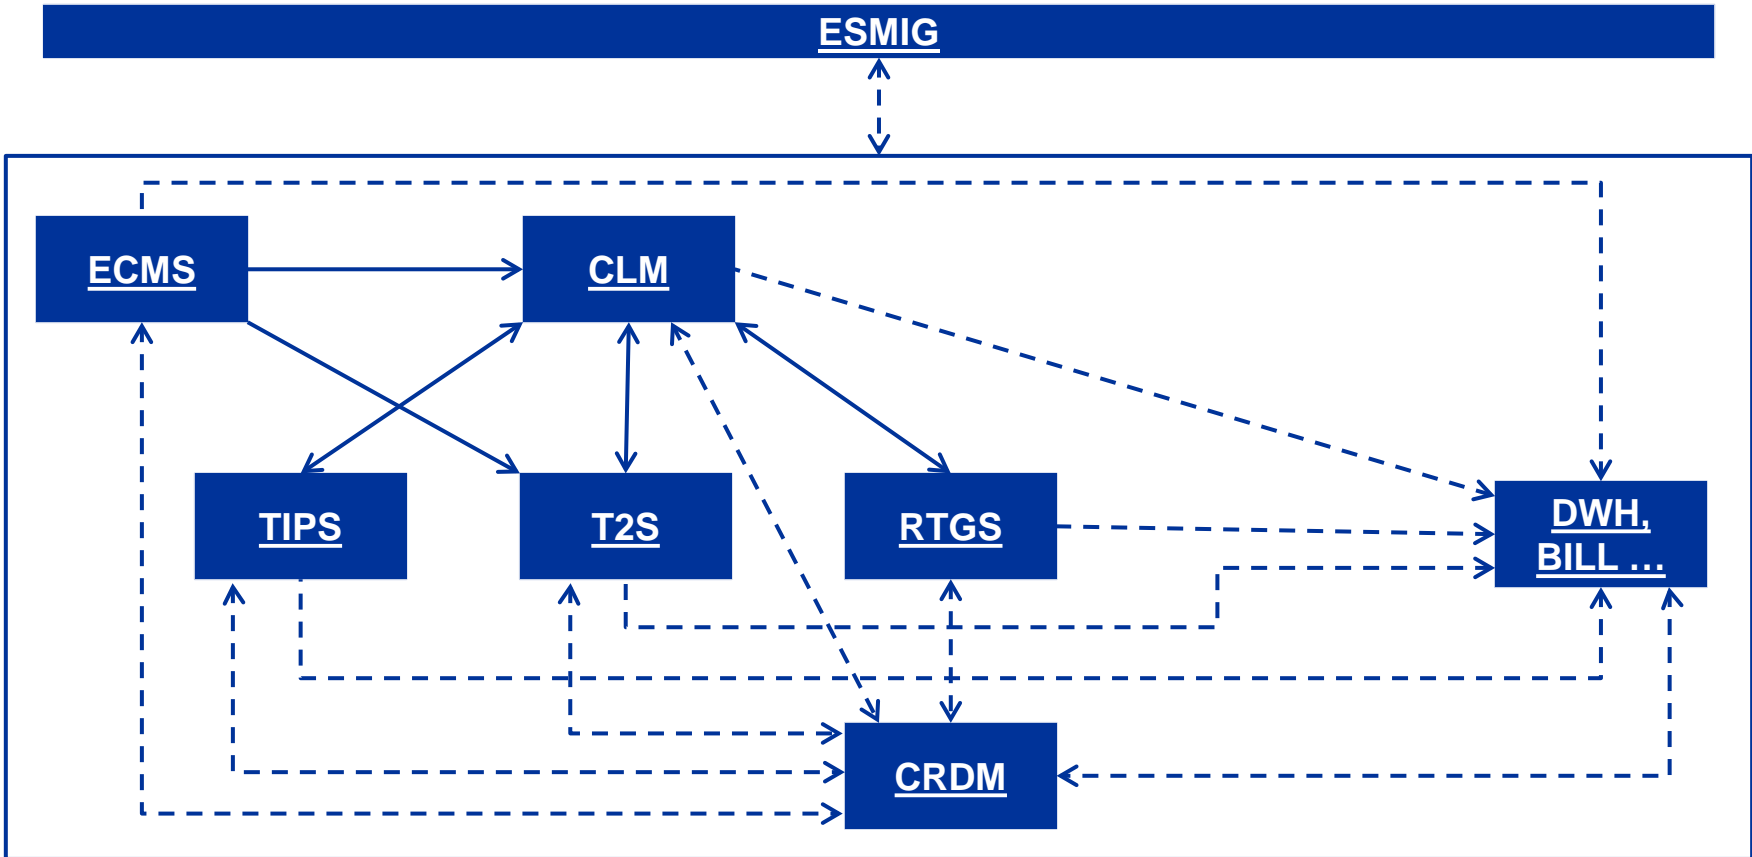 ESMIG
ECMS
CLM
TIPS
T2S
RTGS
DWH,
BILL ...
CRDM